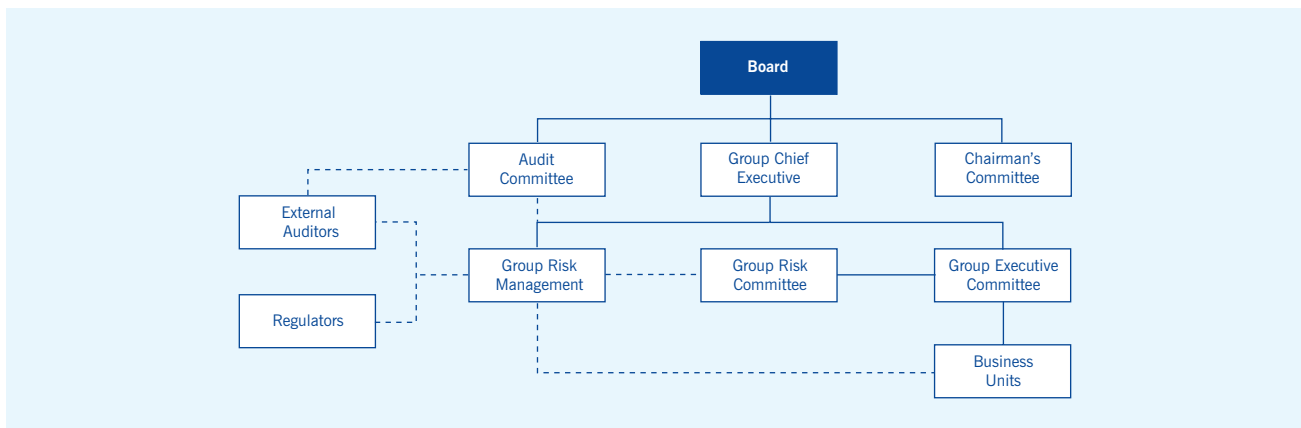 Board
Audit
Committee
Group Chief
Executive
Chairman's
Committee
External
Auditors
Group Risk
Management
Group Risk
Committee
Group Executive
Committee
Regulators
Business
Units